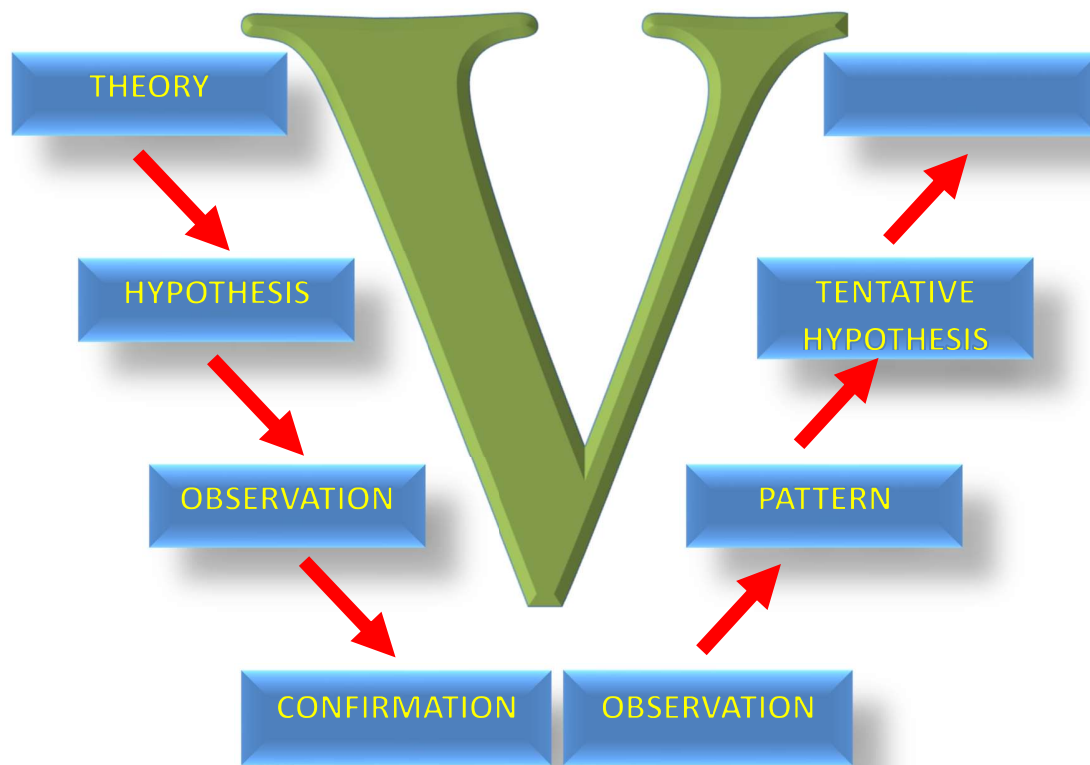 V
THEORY
HYPOTHESIS
OBSERVATION
CONFIRMATION
OBSERVATION
PATTERN
TENTATIVE
HYPOTHESIS